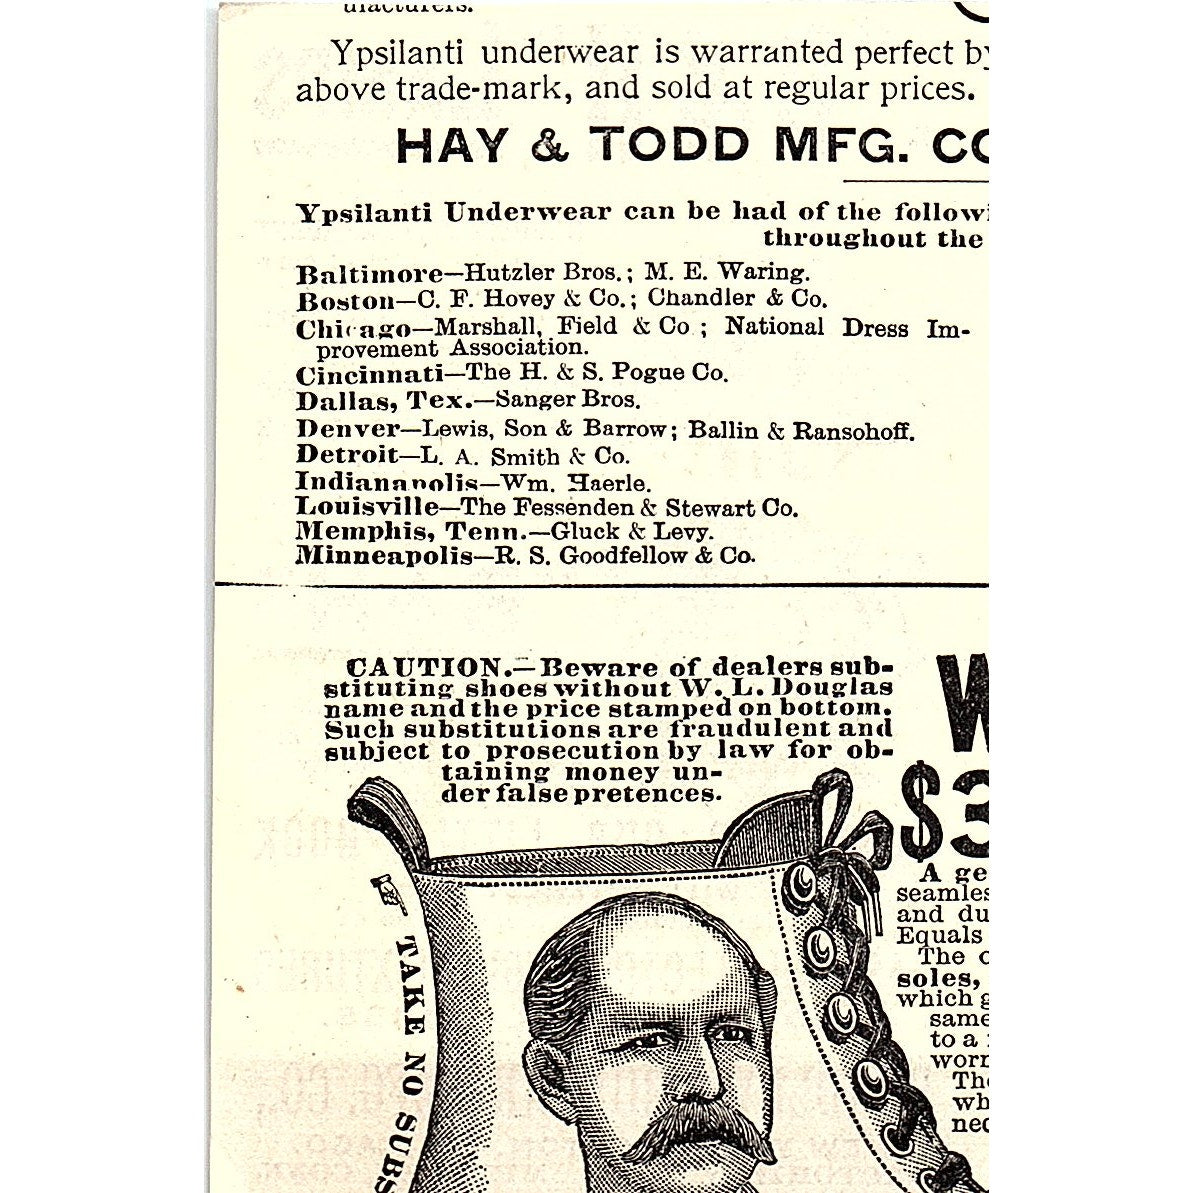 Ypsilanti underwear is warranted perfect by
above trade-mark, and sold at regular prices.
HAY & TODD MFG. CO
Ypsilanti Underwear can be had of the followi
throughout the
Baltimore—Hutzler Bros.; M. E. Waring.
Boston—C. F. Hovey & Co.; Chandler & Co.
Chicago—Marshall, Field & Co ; National Dress Im-
provement Association.
Cincinnati—The H. & S. Pogue Co.
Dallas, Tex.—Sanger Bros.
Denver—Lewis, Son & Barrow; Ballin & Ransohoff.
Detroit—L. A. Smith & Co.
Indianapolis—Wm. Haerle.
Louisville—The Fessenden & Stewart Co.
Memphis, Tenn.—Gluck & Levy.
Minneapolis—R. S. Goodfellow & Co.
CAUTION.—Beware of dealers sub-
stituting shoes without W. L. Douglas
name and the price stamped on bottom.
Such substitutions are fraudulent and
subject to prosecution by law for ob-
taining money un-
der false pretences.
TAKE NO SUBS
W
$3
A ge
seamles
and du
Equals
The c
soles,
which g
same
to a
worn
The
wh
nec